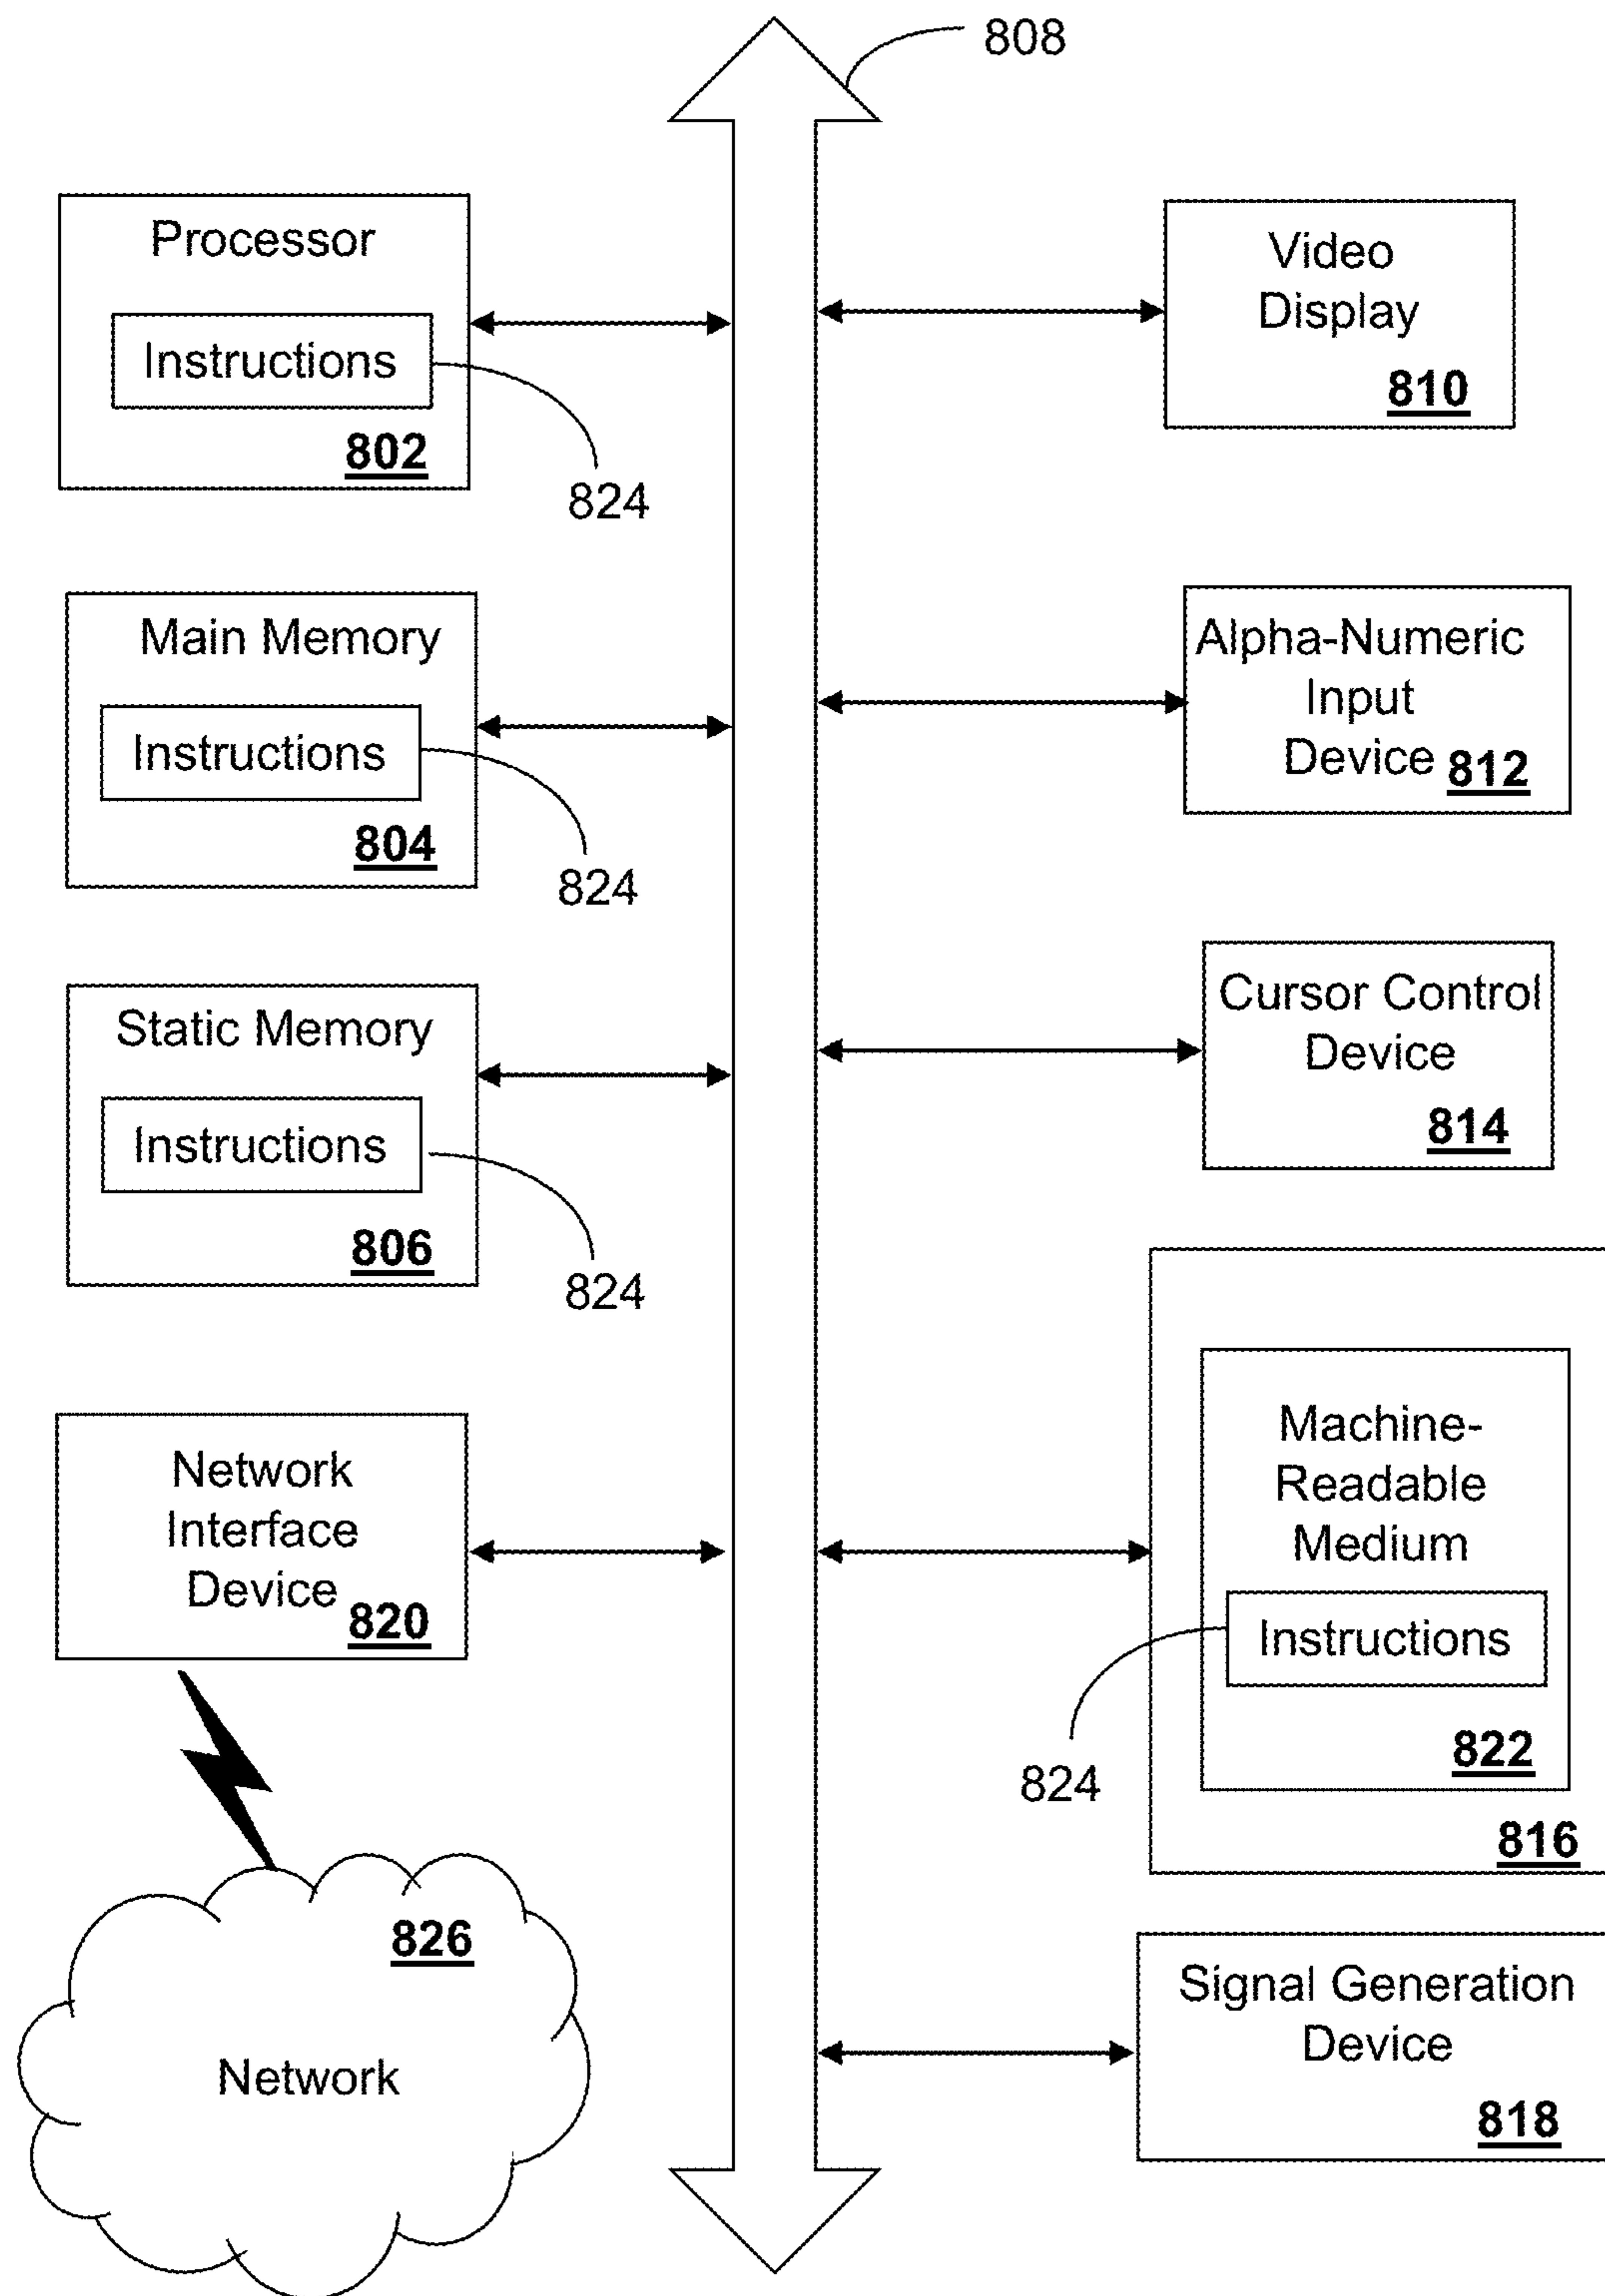 808
Processor
Instructions
802
824
Main Memory
Instructions
804
824
Static Memory
Instructions
806
824
Network
Interface
Device
820
826
Network
Video
Display
810
Alpha-Numeric
Input
Device 812
Cursor Control
Device
814
Machine-
Readable
Medium
Instructions
822
824
816
Signal Generation
Device
818